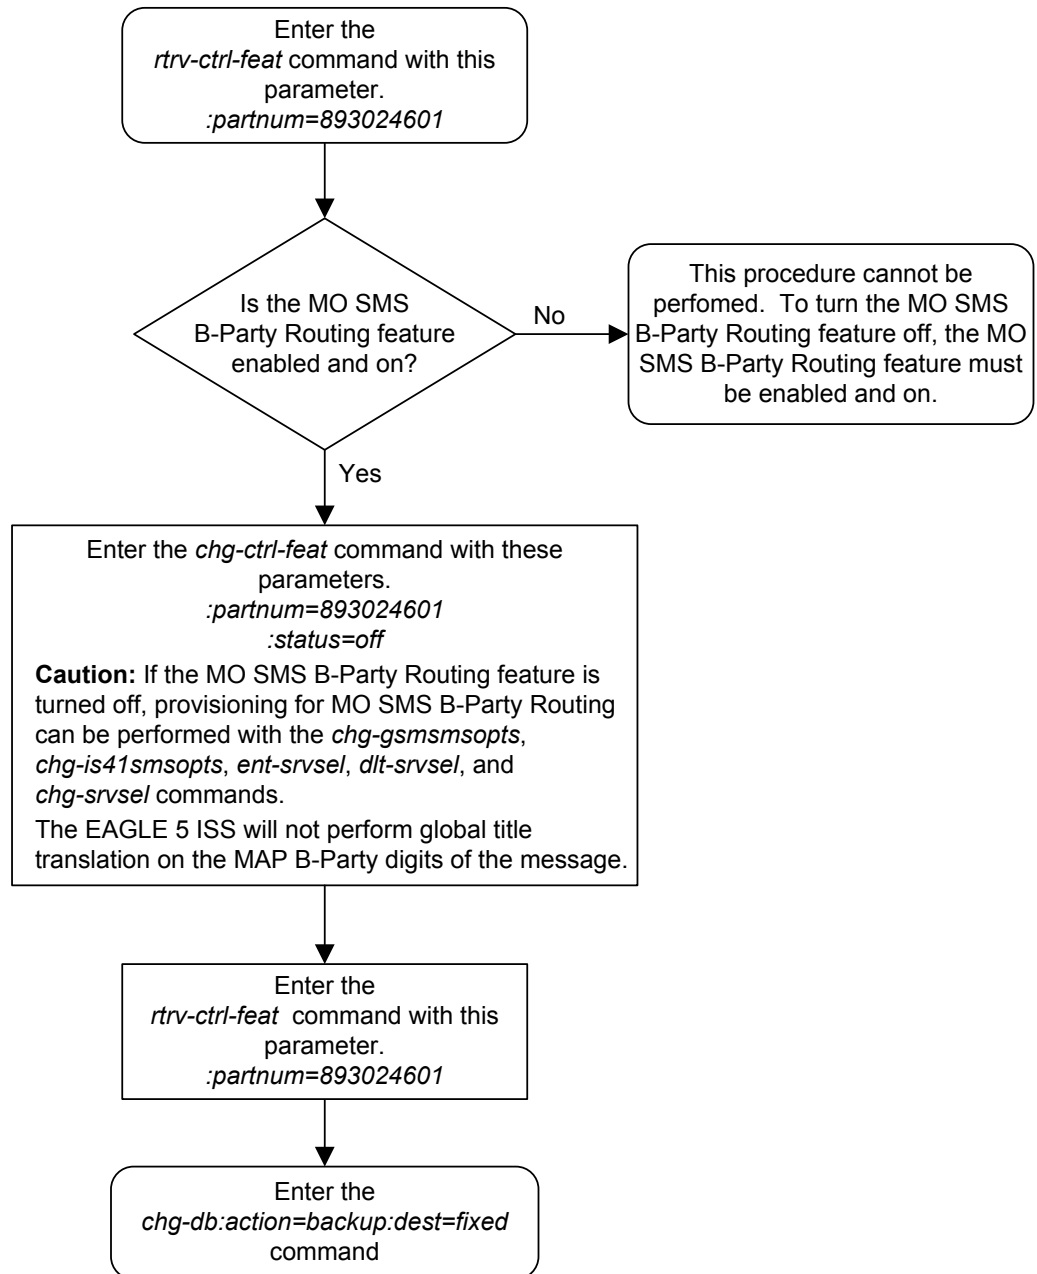 Enter the
rtrv-ctrl-feat command with this
parameter.
:partnum=893024601
Is the MO SMS
B-Party Routing feature
enabled and on?
No
This procedure cannot be
perfomed.  To turn the MO SMS
B-Party Routing feature off, the MO
SMS B-Party Routing feature must
be enabled and on.
Yes
Enter the chg-ctrl-feat command with these
parameters.
:partnum=893024601
:status=off
Caution: If the MO SMS B-Party Routing feature is
turned off, provisioning for MO SMS B-Party Routing
can be performed with the chg-gsmsmsopts,
chg-is41smsopts, ent-srvsel, dlt-srvsel, and
chg-srvsel commands.
The EAGLE 5 ISS will not perform global title
translation on the MAP B-Party digits of the message.
Enter the
rtrv-ctrl-feat  command with this
parameter.
:partnum=893024601
Enter the
chg-db:action=backup:dest=fixed
command